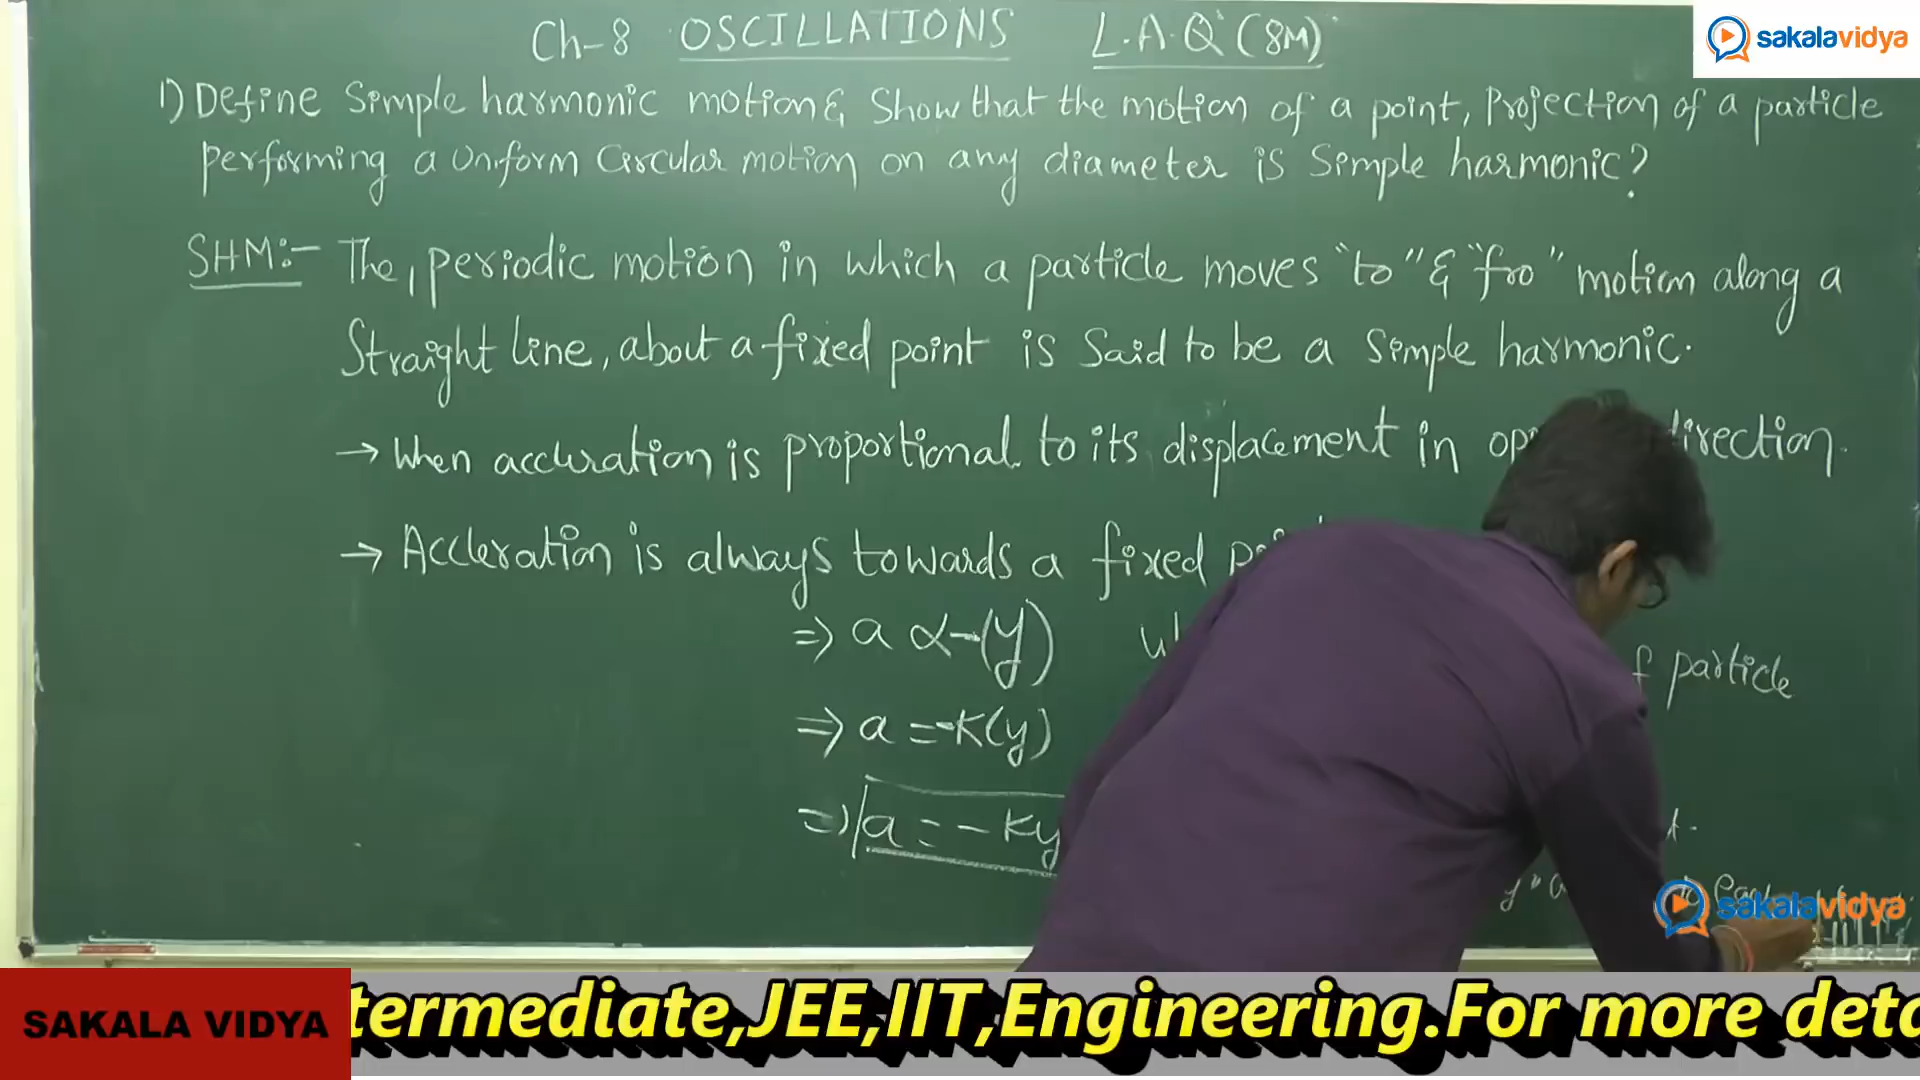 Ch-8 OSCILLATIONS L.A.Q (8M)
sakalavidya
1) Define Simple harmonic motion & Show that the motion of a point, Projection of a particle
performing a Uniform Circular motion on any diameter is Simple harmonic?
SHM:- The, periodic motion in which a particle moves "to" & "fro" motion along a
Straight line, about a fixed point is Said to be a Simple harmonic.
→ When accleration is proportional to its displacement in direction.
→ Accleration is always towards a fixed
⇒ a α -(y)
particle
⇒ a = -K(y)
⇒ a = -Ky
sakalavidya
SAKALA VIDYA
termediate,JEE,IIT,Engineering.For more deta